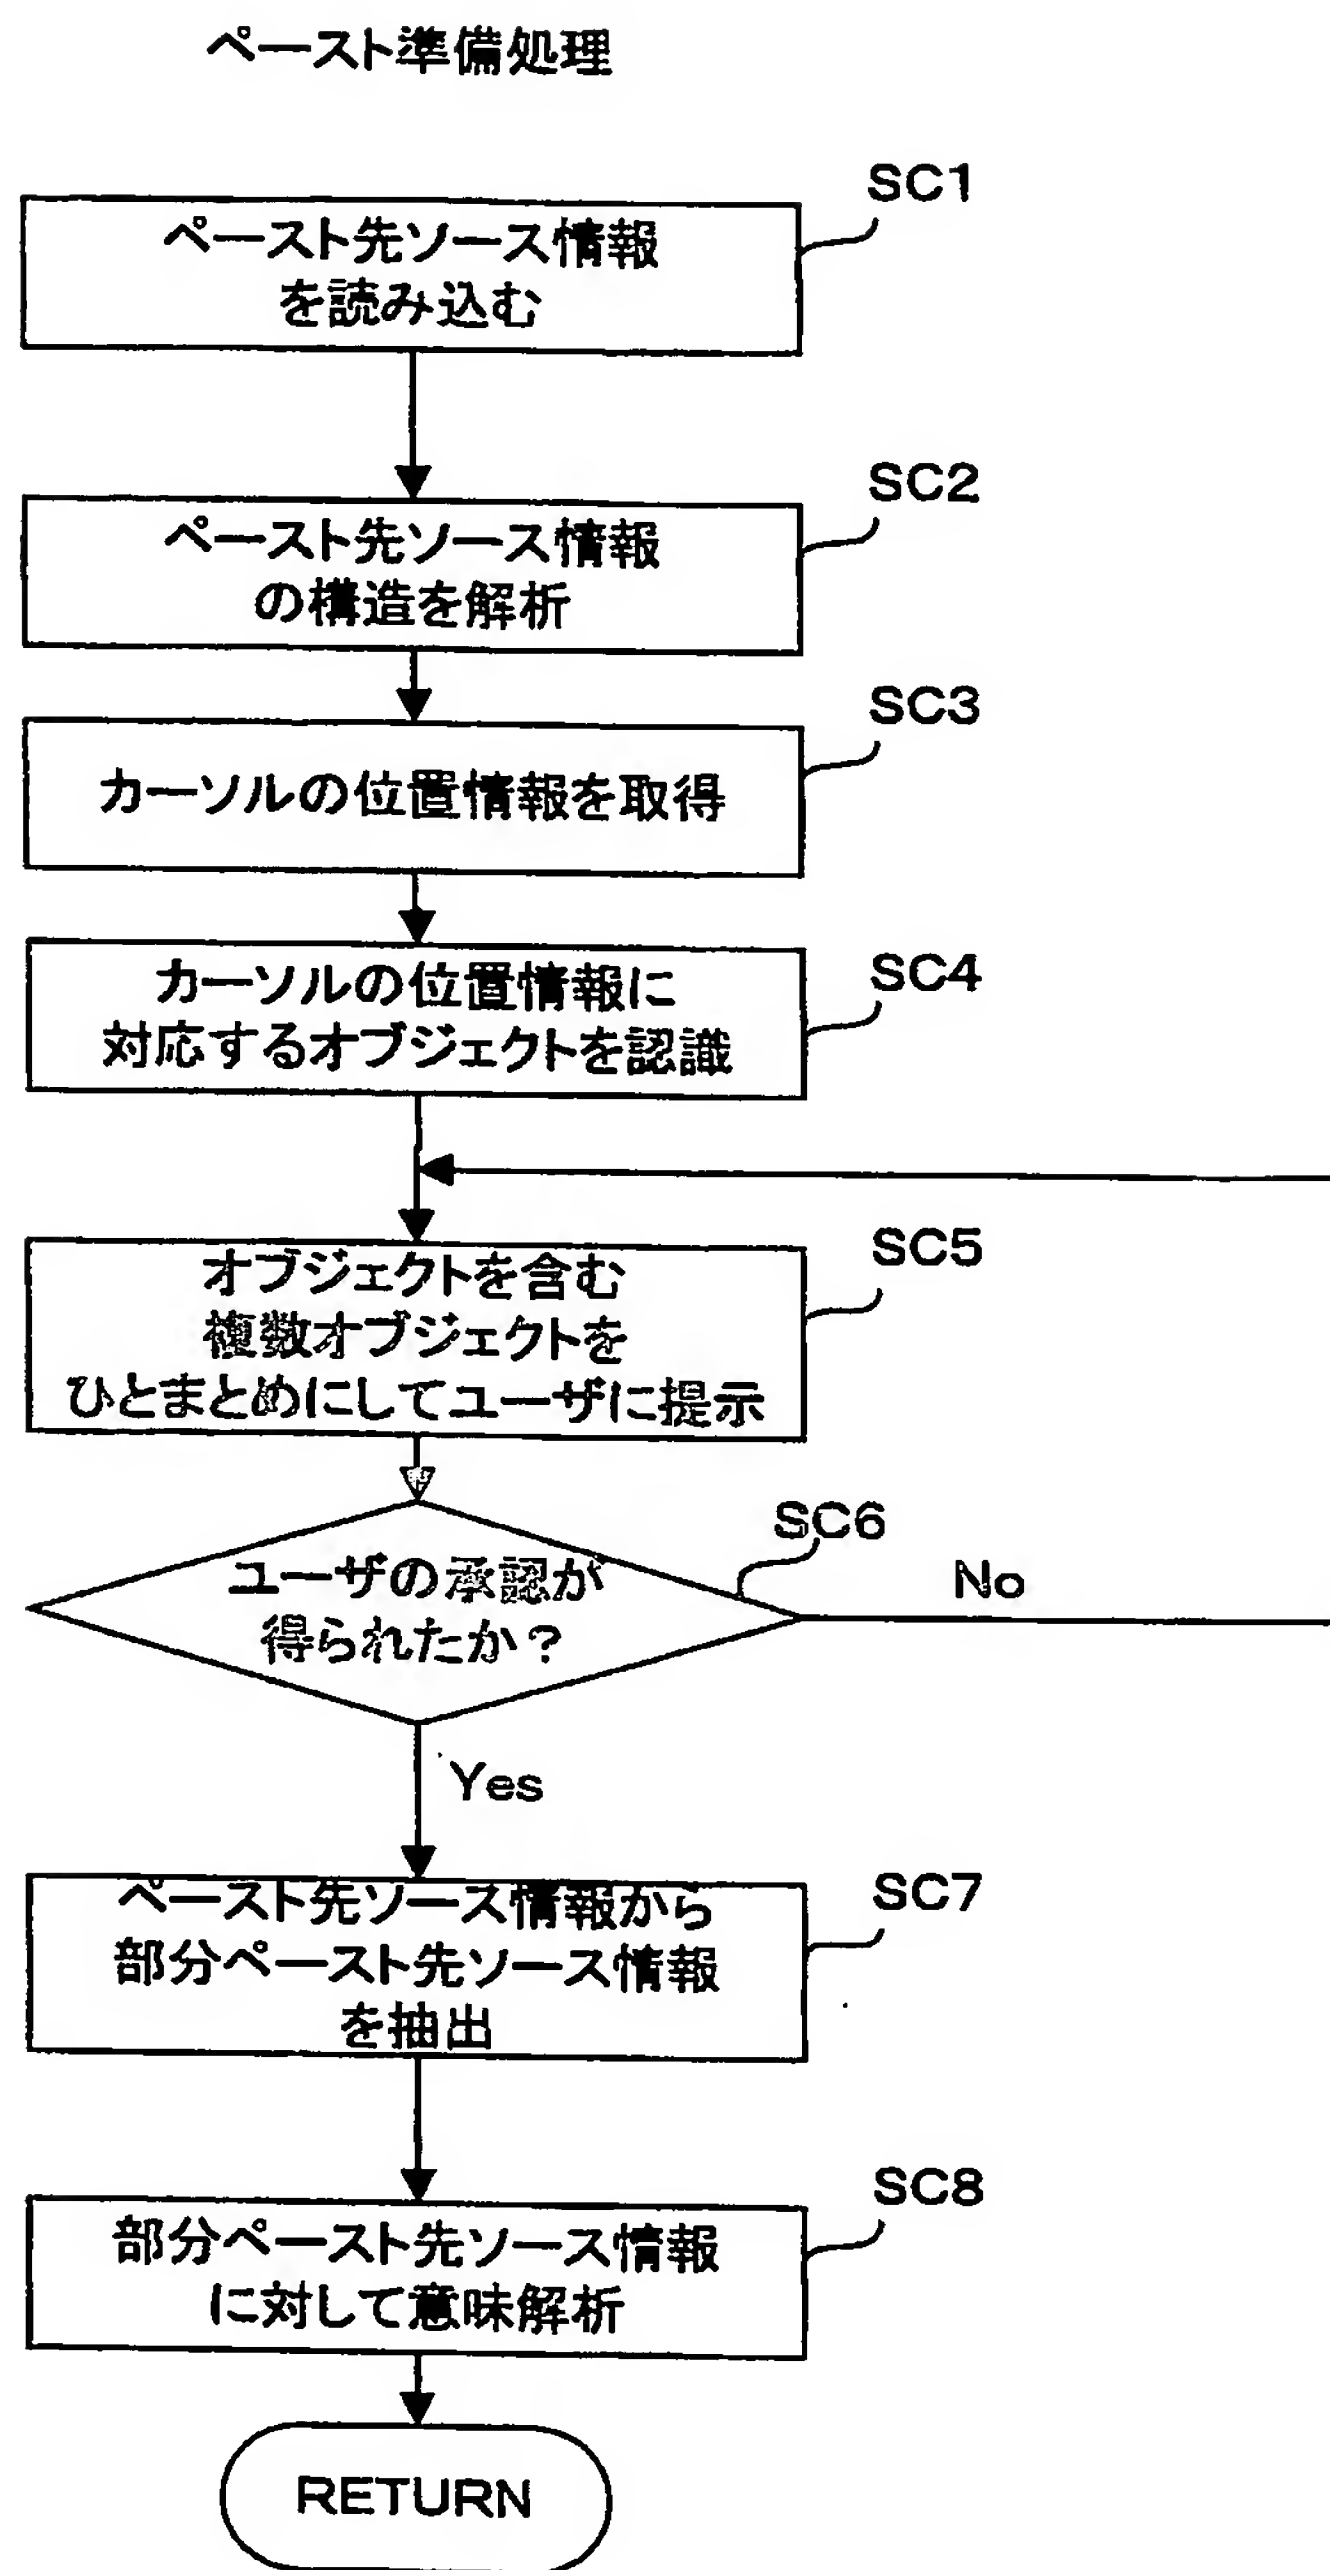 ペースト準備処理
SC1
ペースト先ソース情報
を読み込む
SC2
ペースト先ソース情報
の構造を解析
SC3
カーソルの位置情報を取得
SC4
カーソルの位置情報に
対応するオブジェクトを認識
SC5
オブジェクトを含む
複数オブジェクトを
ひとまとめにしてユーザに提示
SC6
ユーザの承認が
得られたか？
No
Yes
SC7
ペースト先ソース情報から
部分ペースト先ソース情報
を抽出
SC8
部分ペースト先ソース情報
に対して意味解析
RETURN